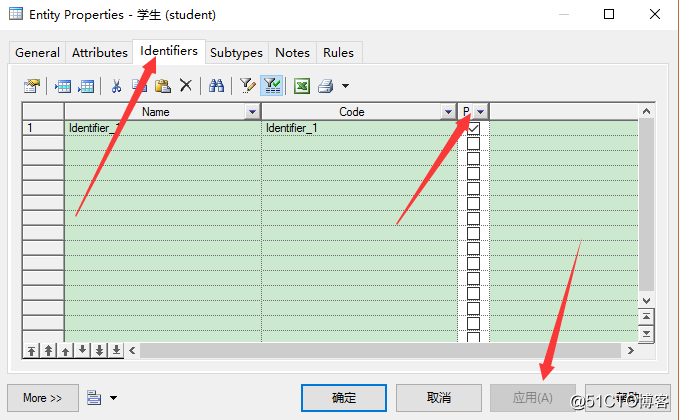 Entity Properties - 学生 (student)
General Attributes Identifiers Subtypes Notes Rules
Name Code P
1 Identifier_1 Identifier_1
More >> 确定 取消 应用(A) 帮助
@51CTO博客